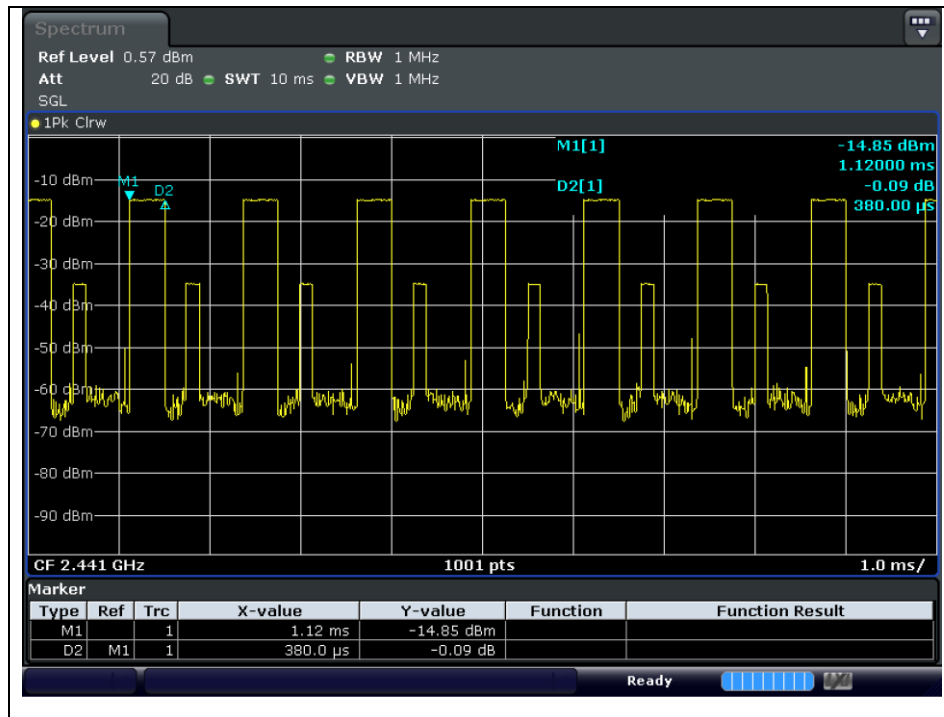 Spectrum
Ref Level 0.57 dBm RBW 1 MHz
Att 20 dB SWT 10 ms VBW 1 MHz
SGL
1Pk Clrw
M1[1] -14.85 dBm
1.12000 ms
D2[1] -0.09 dB
380.00 µs
M1
D2
-10 dBm
-20 dBm
-30 dBm
-40 dBm
-50 dBm
-60 dBm
-70 dBm
-80 dBm
-90 dBm
CF 2.441 GHz 1001 pts 1.0 ms/
Marker
Type Ref Trc X-value Y-value Function Function Result
M1 1 1.12 ms -14.85 dBm
D2 M1 1 380.0 µs -0.09 dB
Ready